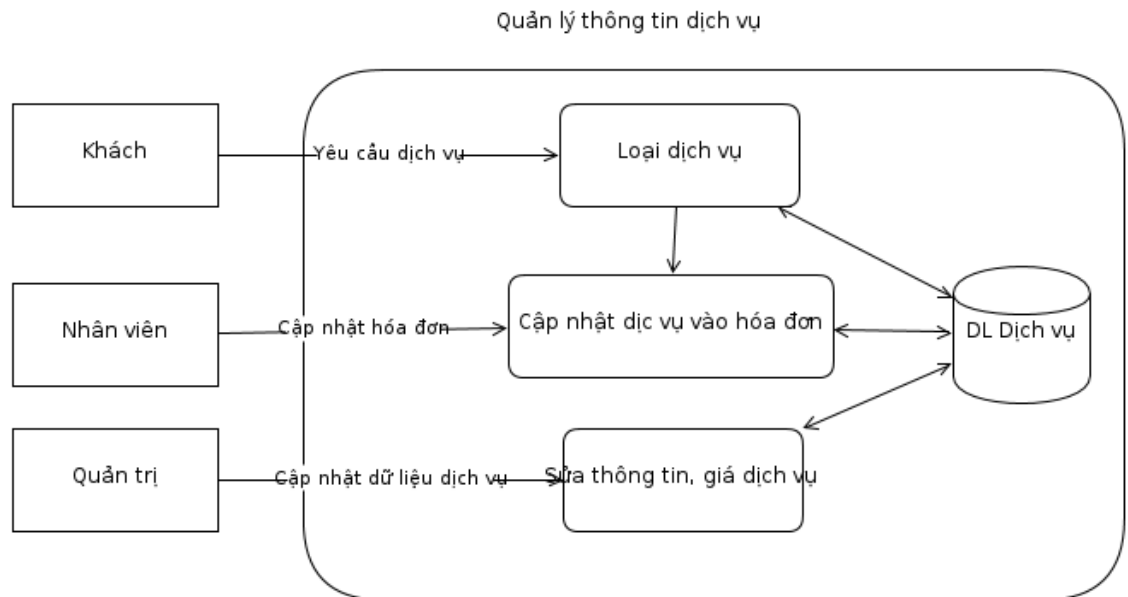 Quản lý thông tin dịch vụ
Khách
Yêu cầu dịch vụ
Loại dịch vụ
Nhân viên
Cập nhật hóa đơn
Cập nhật dịc vụ vào hóa đơn
DL Dịch vụ
Quản trị
Cập nhật dữ liệu dịch vụ
Sửa thông tin, giá dịch vụ